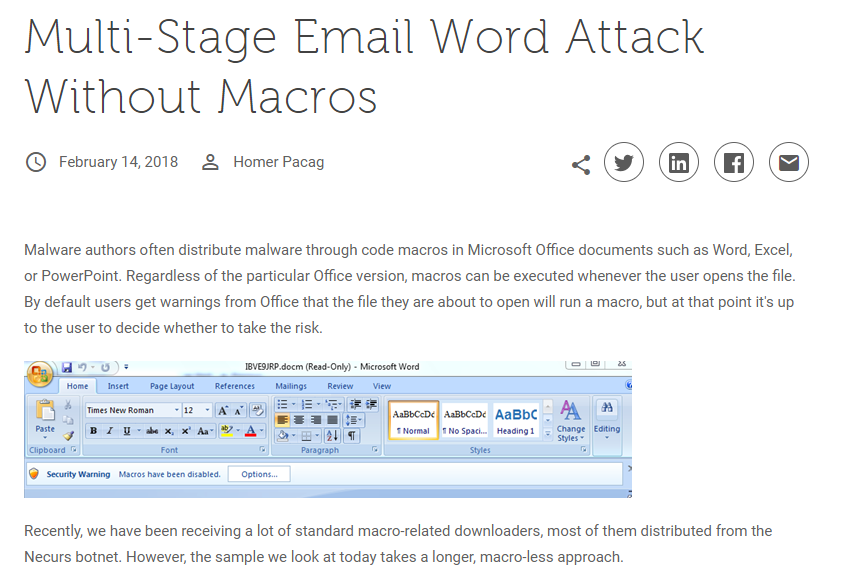 Multi-Stage Email Word Attack
Without Macros
February 14, 2018 Homer Pacag
Malware authors often distribute malware through code macros in Microsoft Office documents such as Word, Excel,
or PowerPoint. Regardless of the particular Office version, macros can be executed whenever the user opens the file.
By default users get warnings from Office that the file they are about to open will run a macro, but at that point it's up
to the user to decide whether to take the risk.
IBVE9JRP.docm (Read-Only) - Microsoft Word
Home Insert Page Layout References Mailings Review View
Times New Roman 12
AaBbCcDc AaBbCcDc AaBbC
Paste B I U abc x₂ x² Aa ab A
¶ Normal ¶ No Spaci... Heading 1 Change Styles Editing
Clipboard Font Paragraph Styles
Security Warning Macros have been disabled. Options...
Recently, we have been receiving a lot of standard macro-related downloaders, most of them distributed from the
Necurs botnet. However, the sample we look at today takes a longer, macro-less approach.